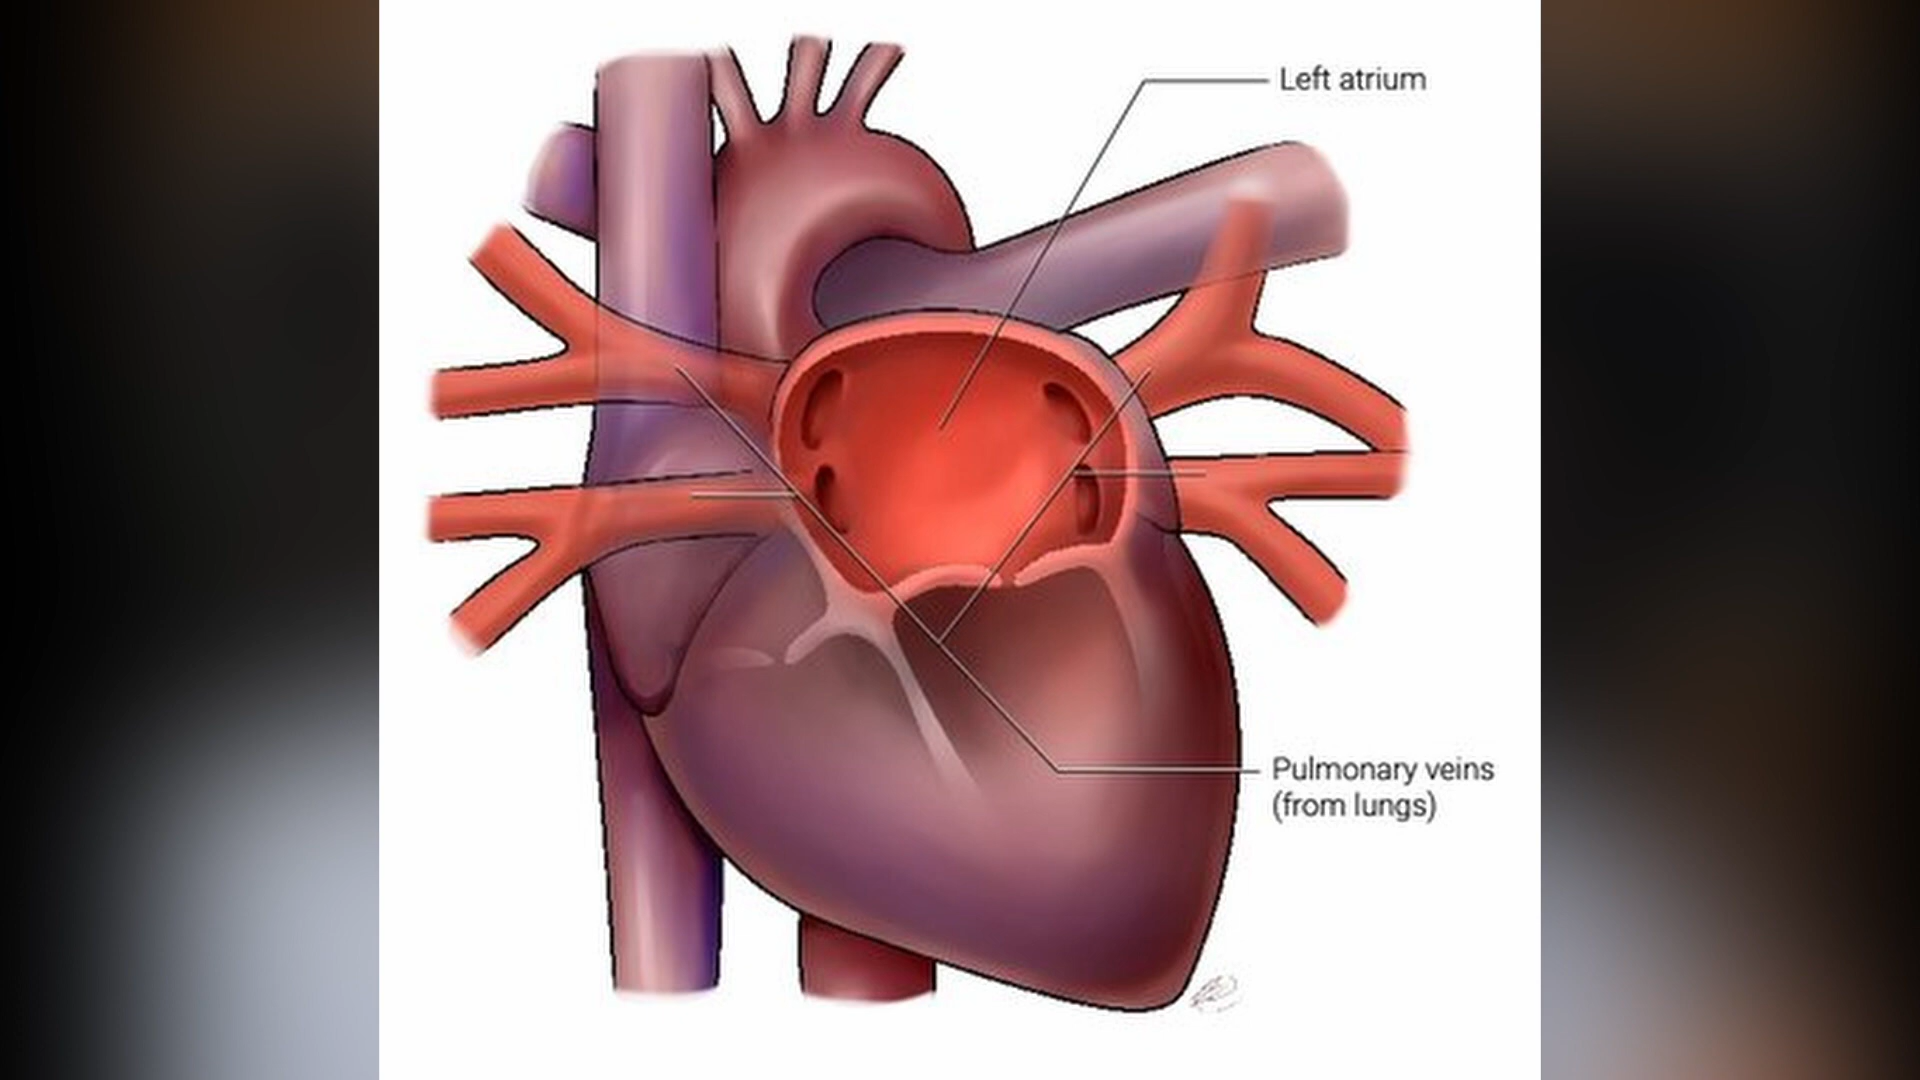 Left atrium
Pulmonary veins
(from lungs)